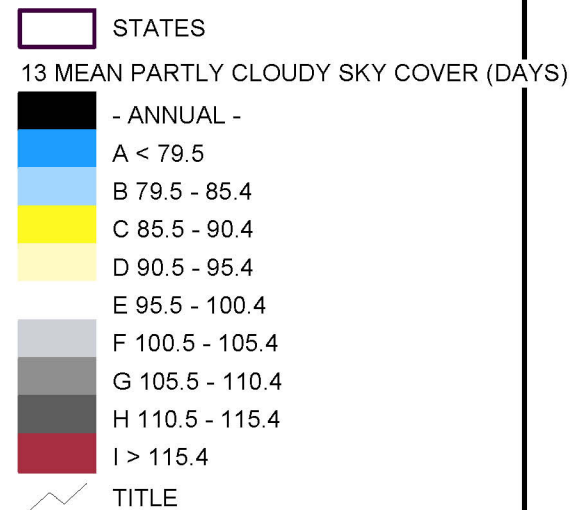 STATES
13 MEAN PARTLY CLOUDY SKY COVER (DAYS)
- ANNUAL -
A < 79.5
B 79.5 - 85.4
C 85.5 - 90.4
D 90.5 - 95.4
E 95.5 - 100.4
F 100.5 - 105.4
G 105.5 - 110.4
H 110.5 - 115.4
I > 115.4
TITLE